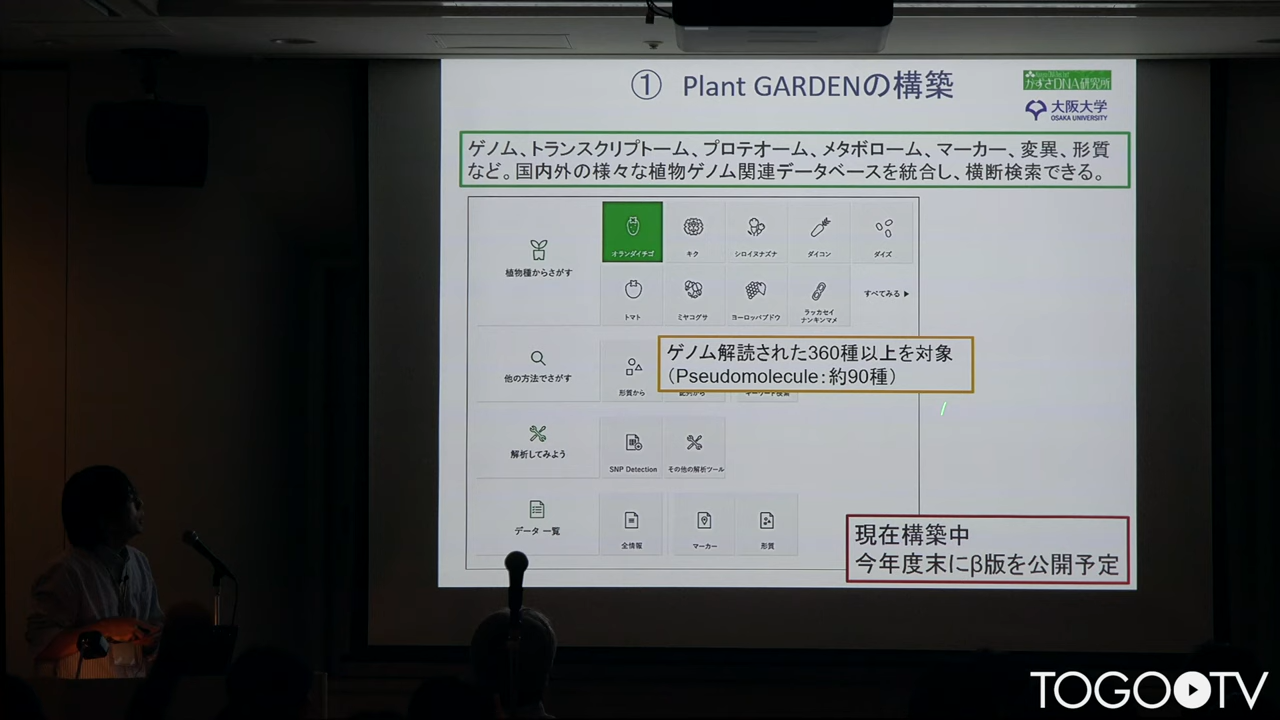 ① Plant GARDENの構築
かずさDNA研究所
大阪大学
OSAKA UNIVERSITY
ゲノム、トランスクリプトーム、プロテオーム、メタボローム、マーカー、変異、形質
など。国内外の様々な植物ゲノム関連データベースを統合し、横断検索できる。
植物種からさがす
オランダイチゴ
キク
シロイヌナズナ
ダイコン
ダイズ
トマト
ミヤコグサ
ヨーロッパブドウ
ラッカセイ
ナンキンマメ
すべてみる ▶
ゲノム解読された360種以上を対象
（Pseudomolecule：約90種）
他の方法でさがす
形質から
解析してみよう
SNP Detection
その他の解析ツール
データ 一覧
全情報
マーカー
形質
現在構築中
今年度末にβ版を公開予定
TOGO TV